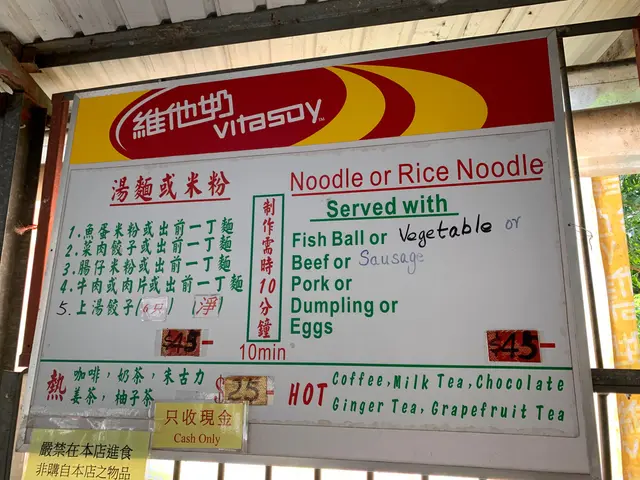 維他奶
vitasoy
湯麵或米粉
1.魚蛋米粉或出前一丁麵
2.菜肉餃子或出前一丁麵
3.腸仔米粉或出前一丁麵
4.牛肉或肉片或出前一丁麵
5.上湯餃子(6只) (淨)
$45
制作需時10分鐘
10min
Noodle or Rice Noodle
Served with
Fish Ball or Vegetable or
Beef or Sausage
Pork or
Dumpling or
Eggs
$45
熱
咖啡，奶茶，朱古力
姜茶，柚子茶
$25
HOT
Coffee, Milk Tea, Chocolate
Ginger Tea, Grapefruit Tea
只收現金
Cash Only
嚴禁在本店進食
非購自本店之物品